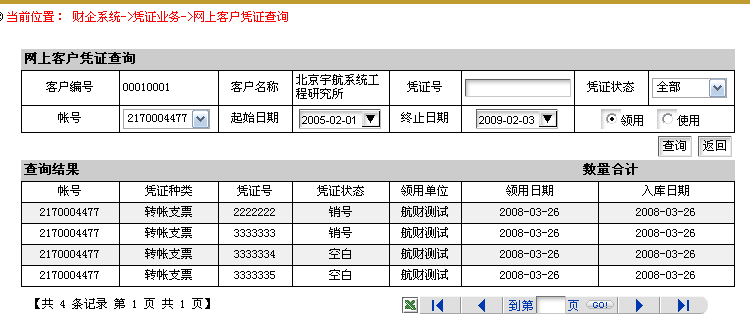 当前位置： 财企系统->凭证业务->网上客户凭证查询
网上客户凭证查询
客户编号 00010001 客户名称 北京宇航系统工程研究所 凭证号 凭证状态 全部
帐号 2170004477 起始日期 2005-02-01 终止日期 2009-02-03 领用 使用
查询 返回
查询结果 数量合计
帐号 凭证种类 凭证号 凭证状态 领用单位 领用日期 入库日期
2170004477 转帐支票 2222222 销号 航财测试 2008-03-26 2008-03-26
2170004477 转帐支票 3333333 销号 航财测试 2008-03-26 2008-03-26
2170004477 转帐支票 3333334 空白 航财测试 2008-03-26 2008-03-26
2170004477 转帐支票 3333335 空白 航财测试 2008-03-26 2008-03-26
【共 4 条记录 第 1 页 共 1 页】 到第 页 GO!